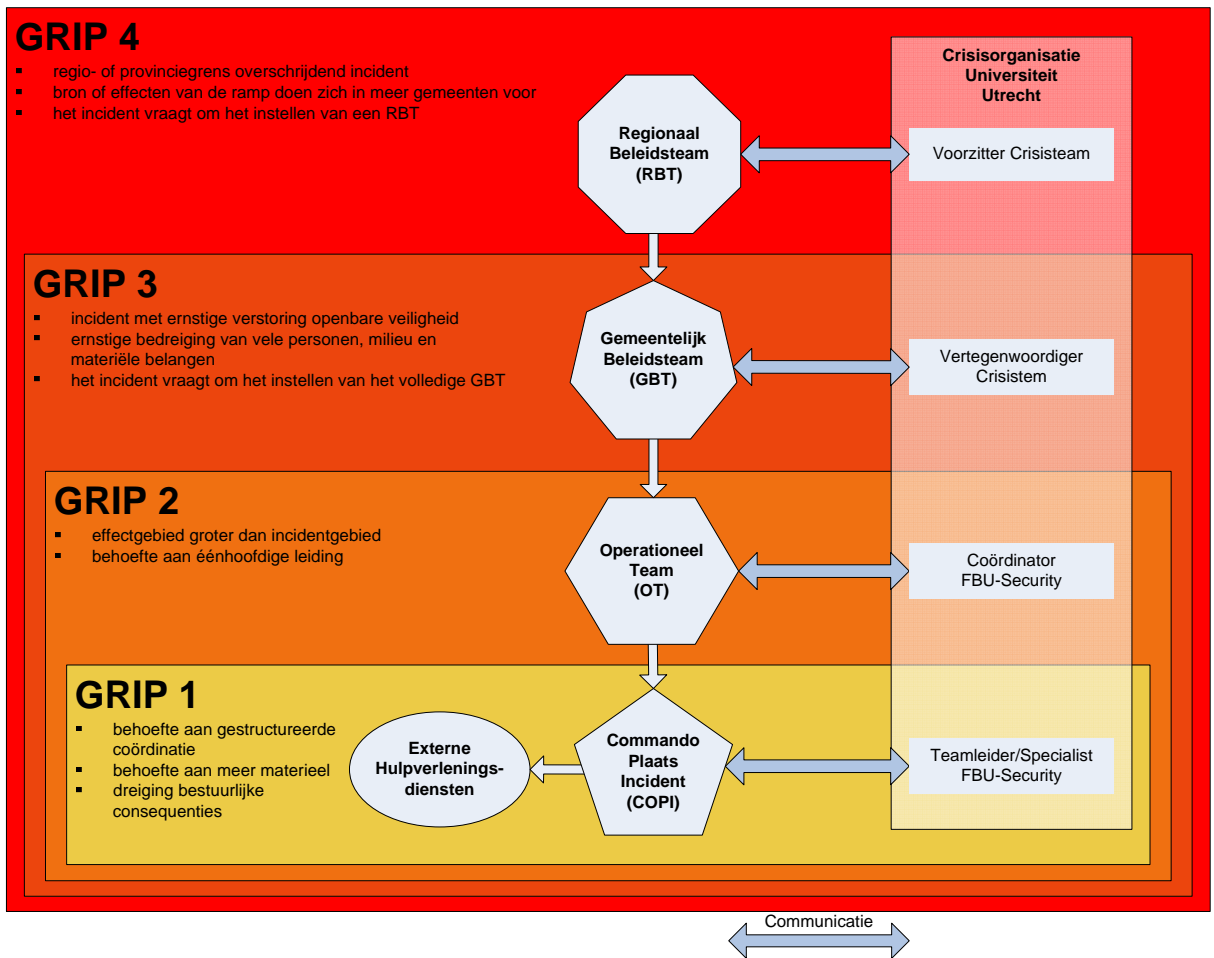 GRIP 4
▪ regio- of provinciegrens overschrijdend incident
▪ bron of effecten van de ramp doen zich in meer gemeenten voor
▪ het incident vraagt om het instellen van een RBT
Regionaal
Beleidsteam
(RBT)
Crisisorganisatie
Universiteit
Utrecht
Voorzitter Crisisteam
GRIP 3
▪ incident met ernstige verstoring openbare veiligheid
▪ ernstige bedreiging van vele personen, milieu en
materiële belangen
▪ het incident vraagt om het instellen van het volledige GBT
Gemeentelijk
Beleidsteam
(GBT)
Vertegenwoordiger
Crisistem
GRIP 2
▪ effectgebied groter dan incidentgebied
▪ behoefte aan éénhoofdige leiding
Operationeel
Team
(OT)
Coördinator
FBU-Security
GRIP 1
▪ behoefte aan gestructureerde
coördinatie
▪ behoefte aan meer materieel
▪ dreiging bestuurlijke
consequenties
Externe
Hulpverlenings-
diensten
Commando
Plaats
Incident
(COPI)
Teamleider/Specialist
FBU-Security
Communicatie